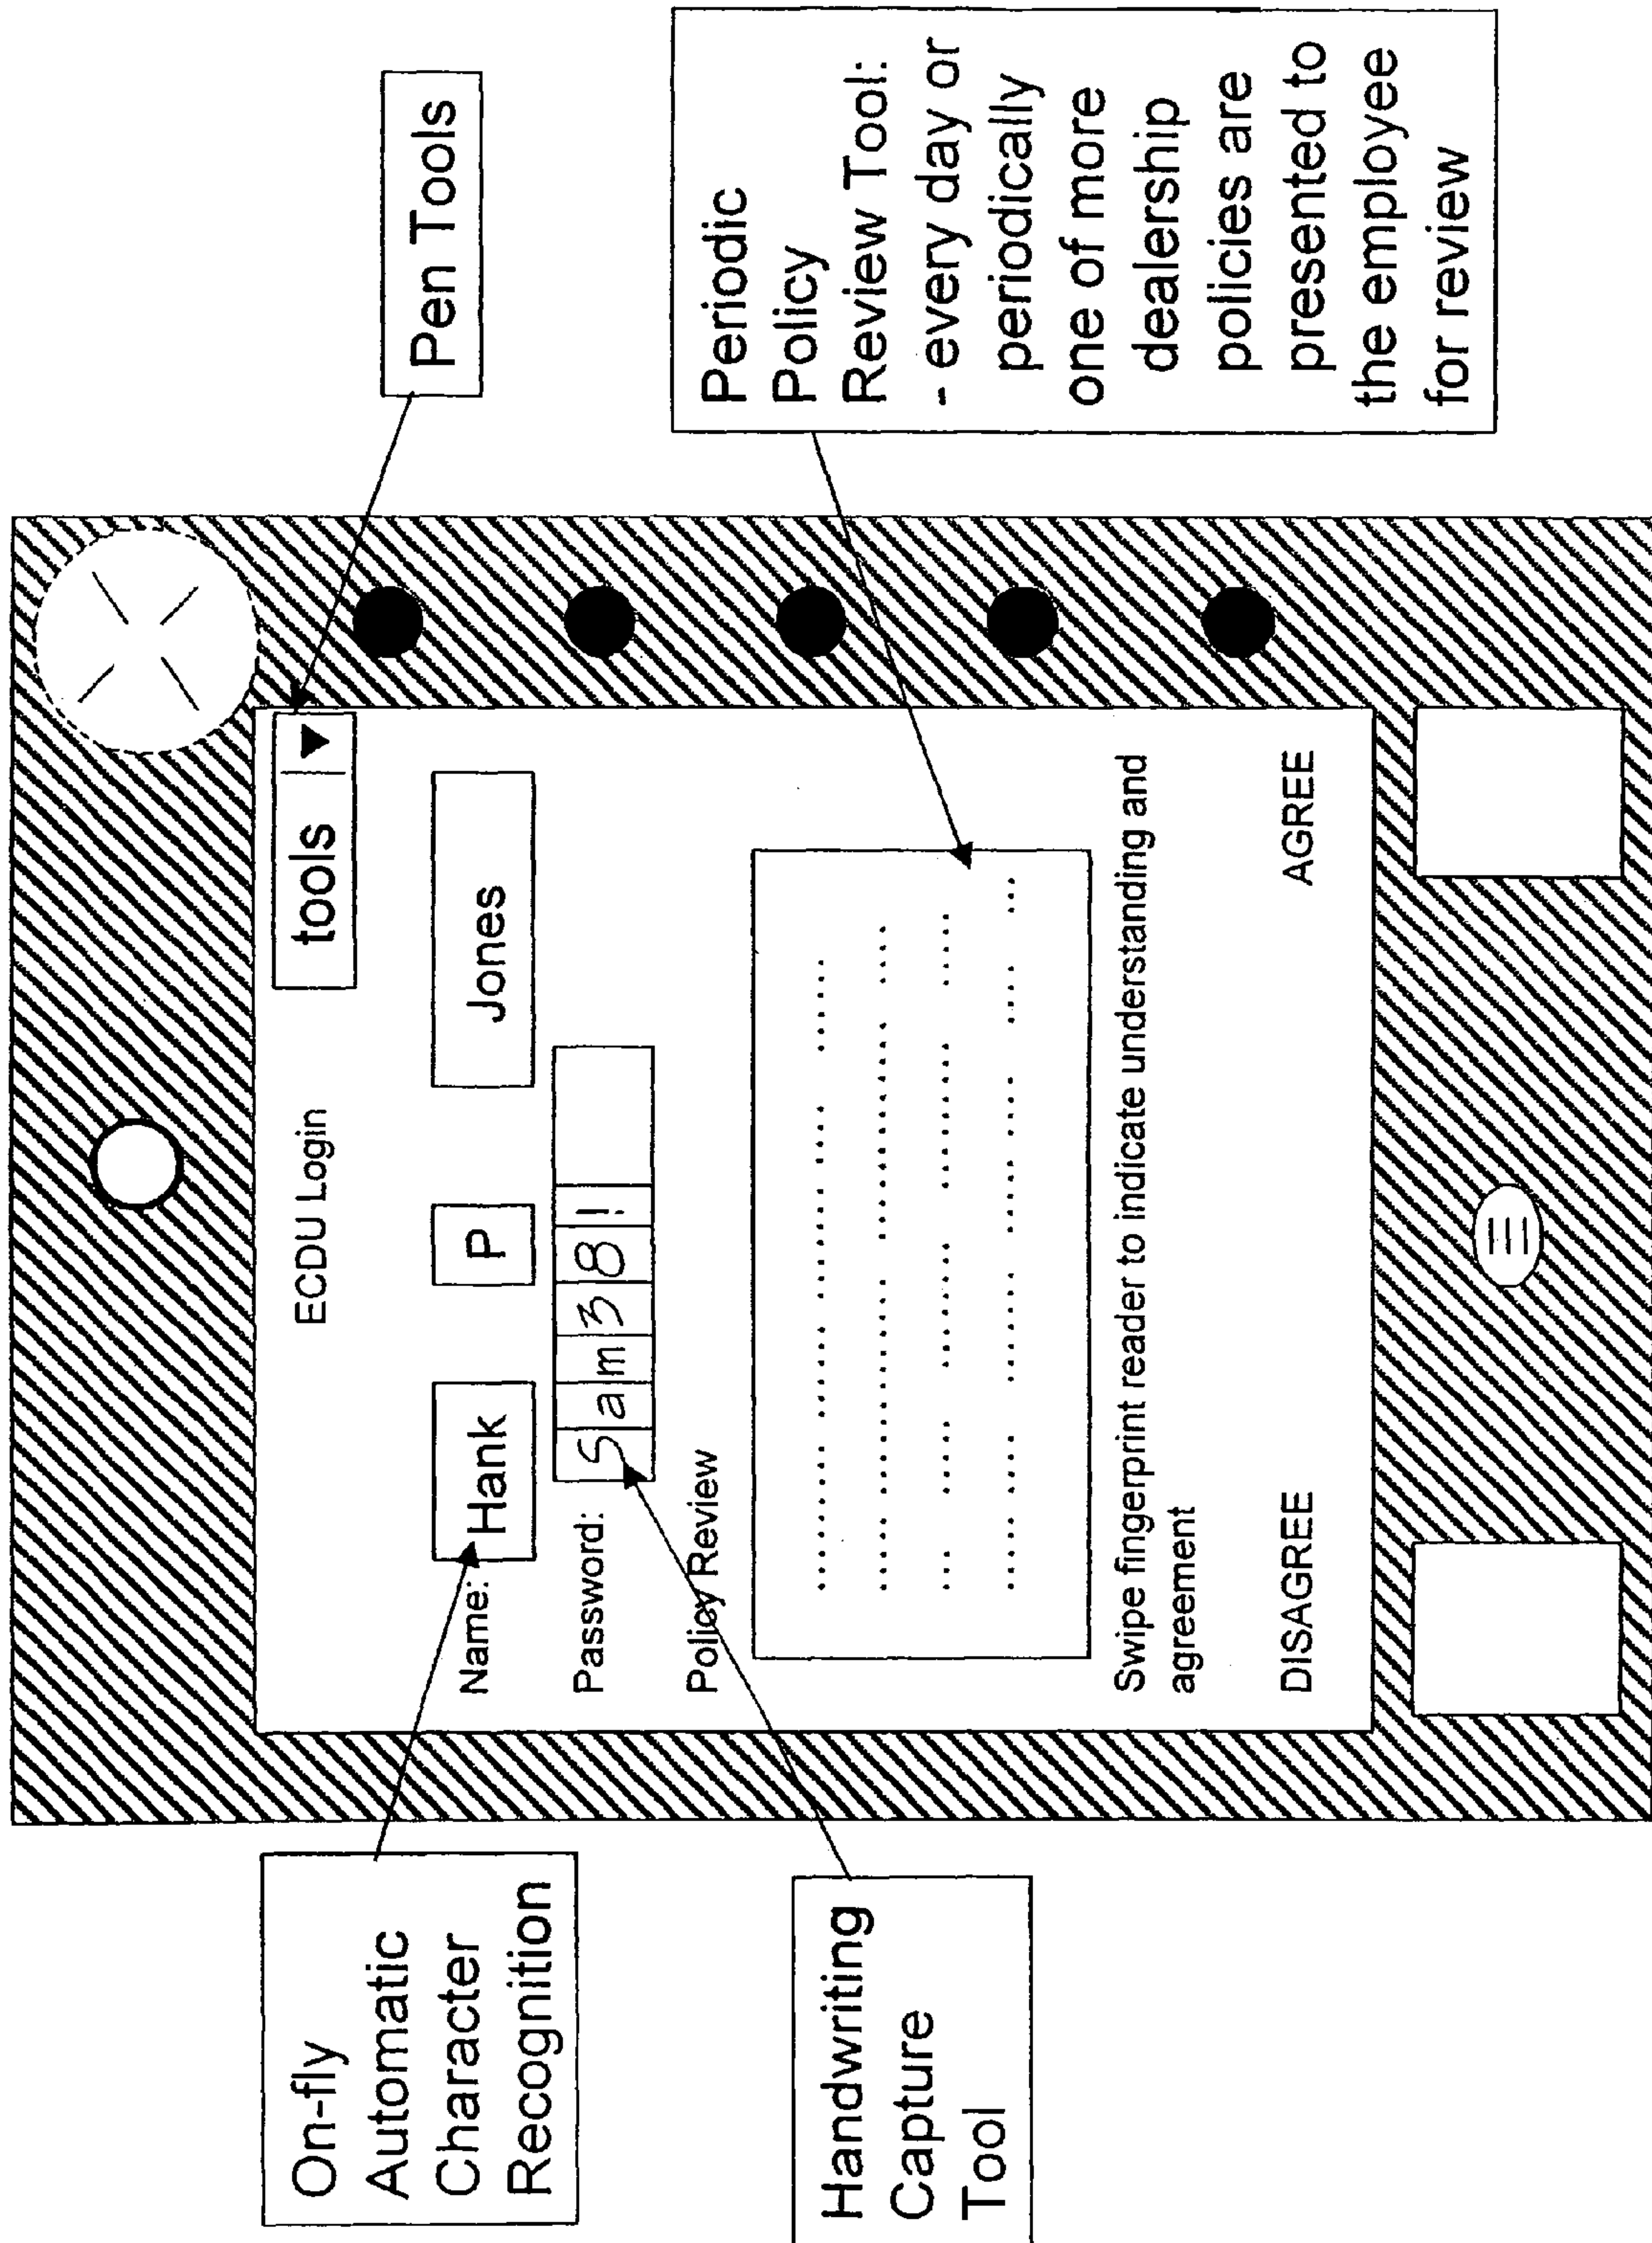 Pen Tools
ECDU Login
tools
Name: Hank P Jones
Password: Sam38!
Policy Review
Swipe fingerprint reader to indicate understanding and
agreement
DISAGREE AGREE
On-fly
Automatic
Character
Recognition
Handwriting
Capture
Tool
Periodic
Policy
Review Tool:
- every day or
periodically
one of more
dealership
policies are
presented to
the employee
for review